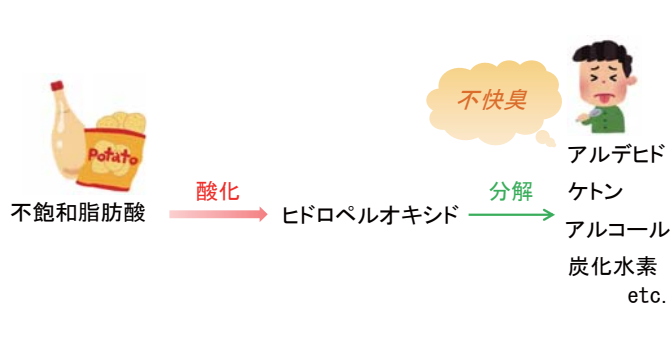 不快臭
Potato
アルデヒド
酸化
分解
ケトン
不飽和脂肪酸
ヒドロペルオキシド
アルコール
炭化水素
etc.